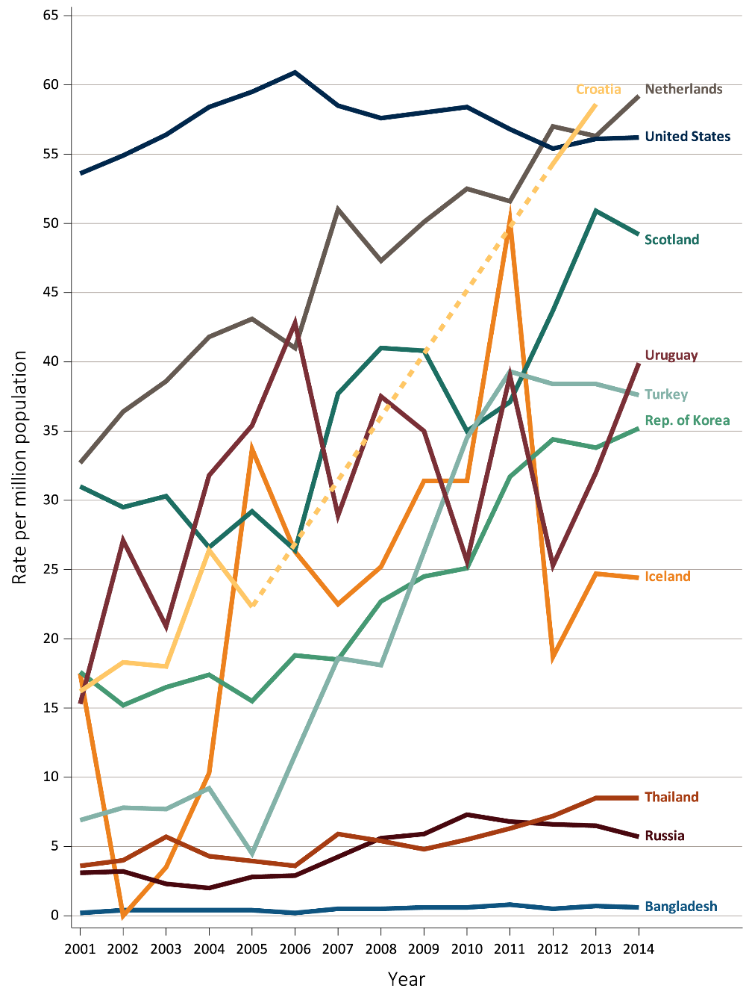 65
60
55
50
45
40
35
30
25
20
15
10
5
0
Rate per million population
Croatia
Netherlands
United States
Scotland
Uruguay
Turkey
Rep. of Korea
Iceland
Thailand
Russia
Bangladesh
2001 2002 2003 2004 2005 2006 2007 2008 2009 2010 2011 2012 2013 2014
Year